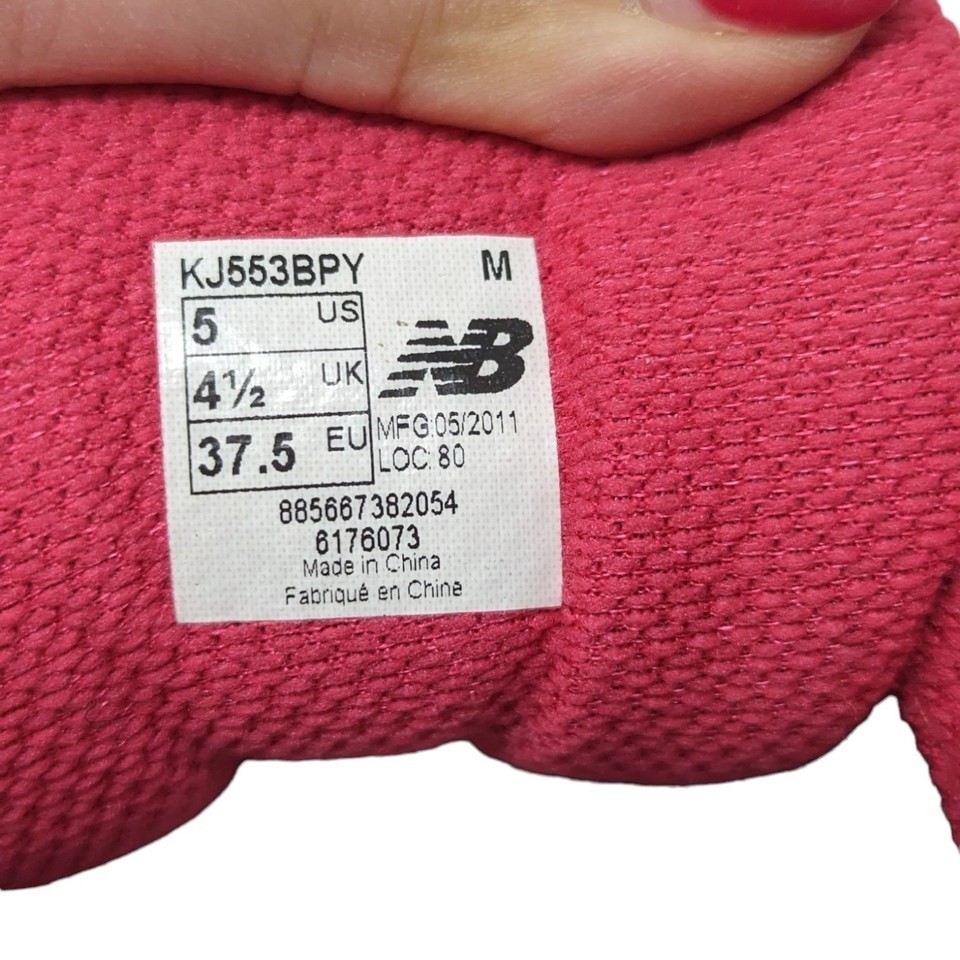 KJ553BPY M
5 US
4½ UK
NB
37.5 EU
MFG:05/2011
LOC: 80
885667382054
6176073
Made in China
Fabriqué en Chine